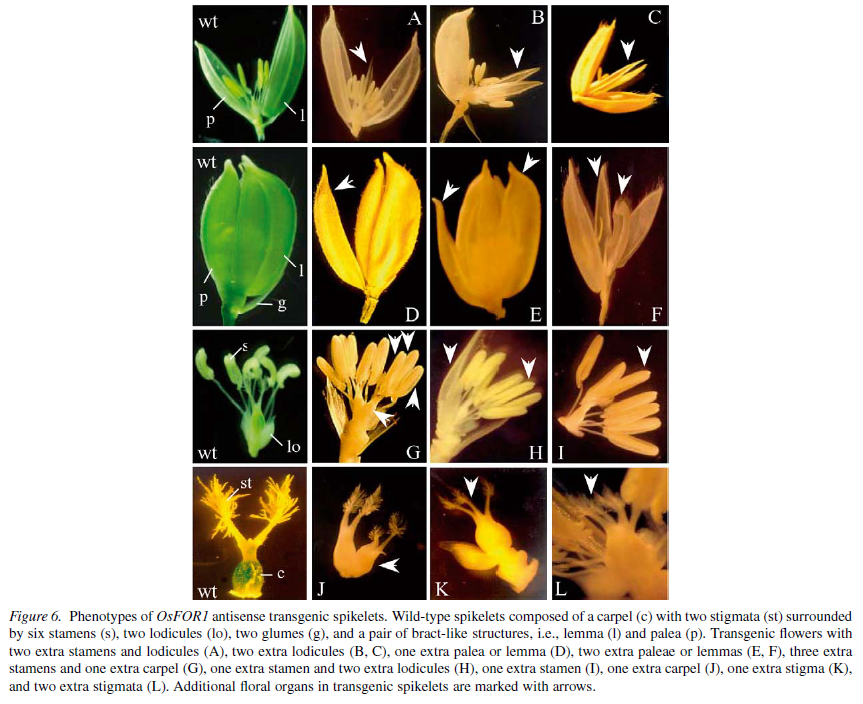 wt
A
B
C
p
l
wt
p
l
g
D
E
F
s
lo
wt
G
H
I
st
c
wt
J
K
L
Figure 6. Phenotypes of OsFOR1 antisense transgenic spikelets. Wild-type spikelets composed of a carpel (c) with two stigmata (st) surrounded
by six stamens (s), two lodicules (lo), two glumes (g), and a pair of bract-like structures, i.e., lemma (l) and palea (p). Transgenic flowers with
two extra stamens and lodicules (A), two extra lodicules (B, C), one extra palea or lemma (D), two extra paleae or lemmas (E, F), three extra
stamens and one extra carpel (G), one extra stamen and two extra lodicules (H), one extra stamen (I), one extra carpel (J), one extra stigma (K),
and two extra stigmata (L). Additional floral organs in transgenic spikelets are marked with arrows.